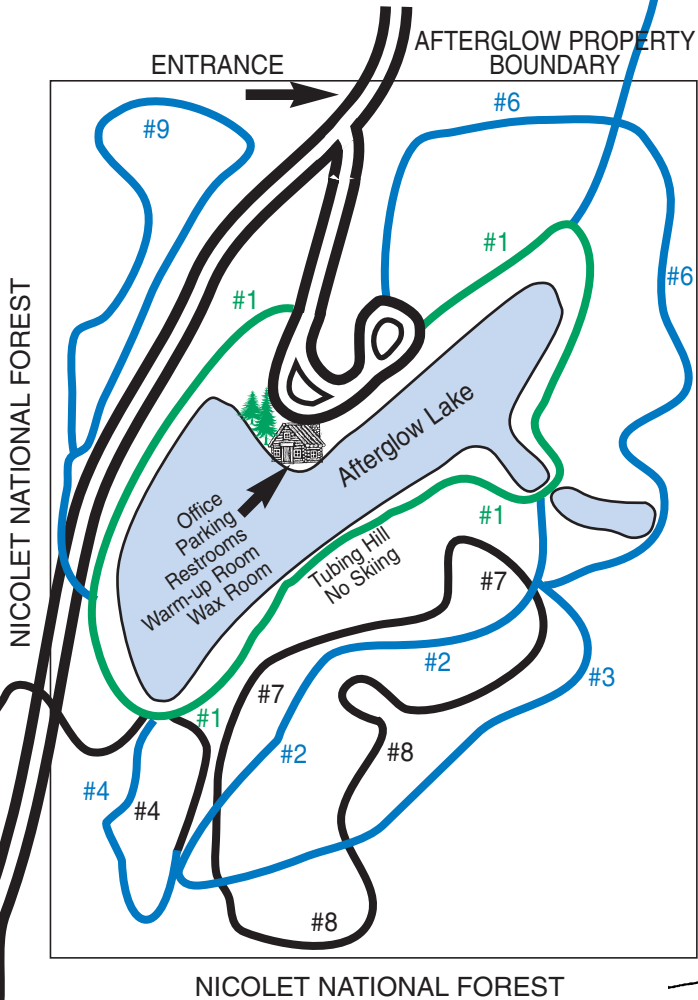 AFTERGLOW PROPERTY
BOUNDARY
ENTRANCE
#6
#9
#1
#6
#1
NICOLET NATIONAL FOREST
Afterglow Lake
Office
Parking
Restrooms
Warm-up Room
Wax Room
#1
Tubing Hill
No Skiing
#7
#2
#3
#7
#1
#2
#8
#4
#4
#8
NICOLET NATIONAL FOREST